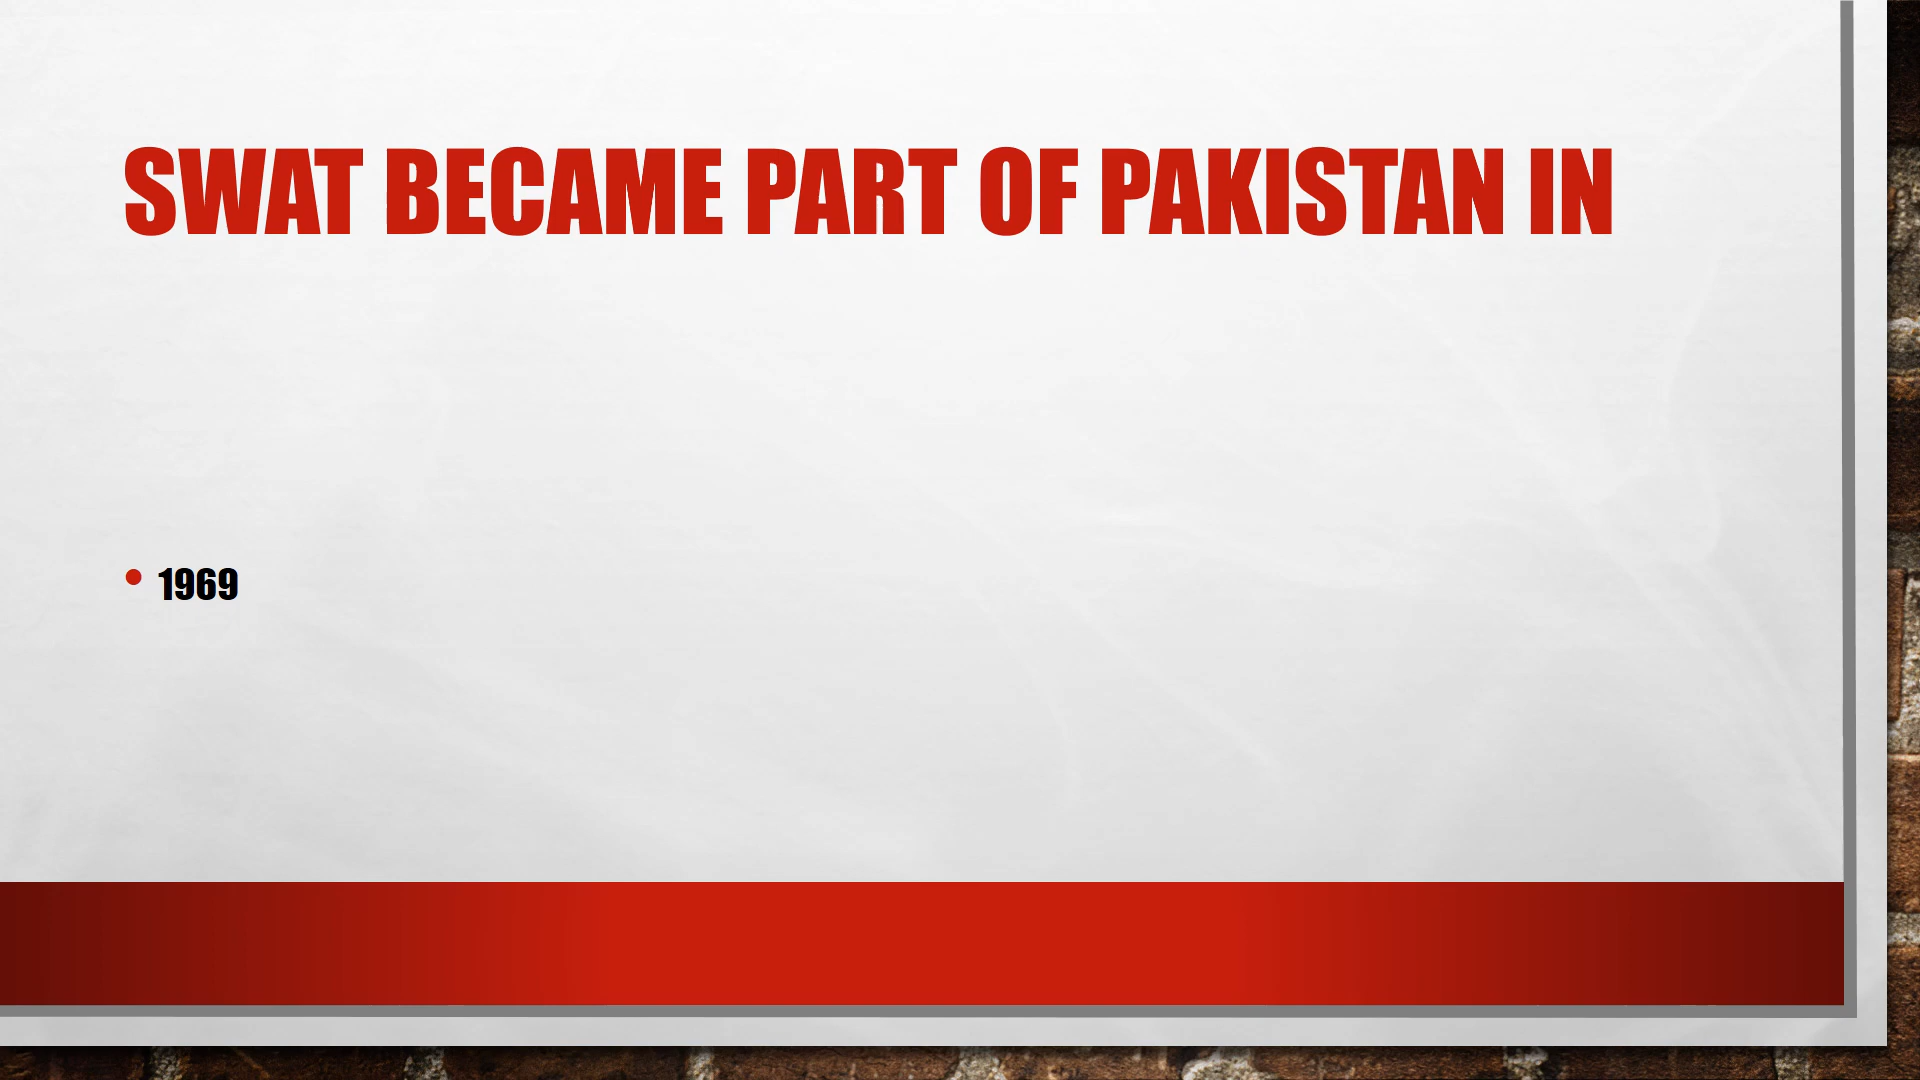 SWAT BECAME PART OF PAKISTAN IN
• 1969